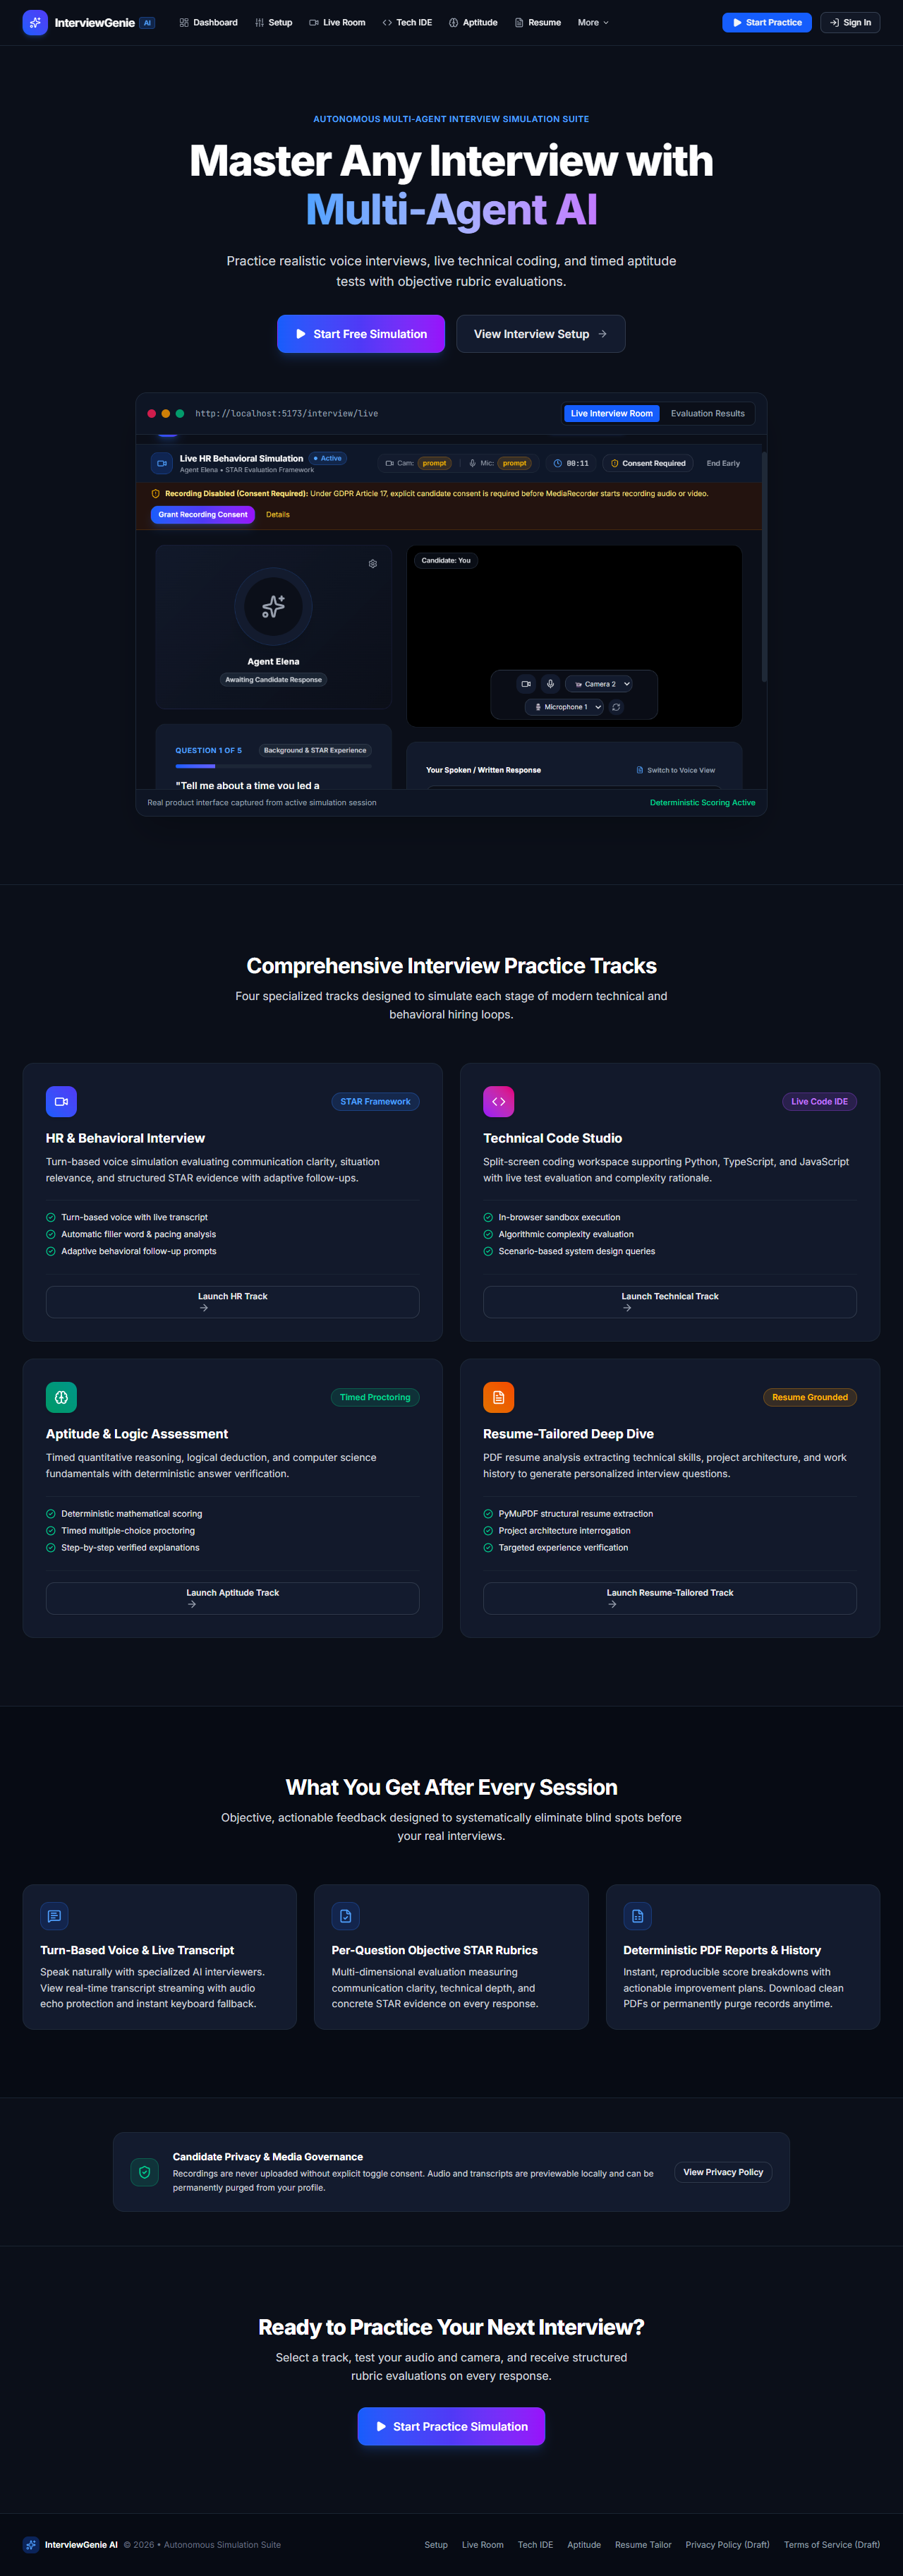 InterviewGenie AI
Dashboard
Setup
Live Room
Tech IDE
Aptitude
Resume
More
Start Practice
Sign In
AUTONOMOUS MULTI-AGENT INTERVIEW SIMULATION SUITE
Master Any Interview with
Multi-Agent AI
Practice realistic voice interviews, live technical coding, and timed aptitude
tests with objective rubric evaluations.
Start Free Simulation
View Interview Setup
http://localhost:5173/interview/live
Live Interview Room
Evaluation Results
Live HR Behavioral Simulation
Active
Agent Elena • STAR Evaluation Framework
Cam: prompt
Mic: prompt
00:11
Consent Required
End Early
Recording Disabled (Consent Required): Under GDPR Article 17, explicit candidate consent is required before MediaRecorder starts recording audio or video.
Grant Recording Consent
Details
Agent Elena
Awaiting Candidate Response
Candidate: You
Camera 2
Microphone 1
QUESTION 1 OF 5
Background & STAR Experience
"Tell me about a time you led a
Your Spoken / Written Response
Switch to Voice View
Real product interface captured from active simulation session
Deterministic Scoring Active
Comprehensive Interview Practice Tracks
Four specialized tracks designed to simulate each stage of modern technical and
behavioral hiring loops.
STAR Framework
HR & Behavioral Interview
Turn-based voice simulation evaluating communication clarity, situation
relevance, and structured STAR evidence with adaptive follow-ups.
Turn-based voice with live transcript
Automatic filler word & pacing analysis
Adaptive behavioral follow-up prompts
Launch HR Track
Live Code IDE
Technical Code Studio
Split-screen coding workspace supporting Python, TypeScript, and JavaScript
with live test evaluation and complexity rationale.
In-browser sandbox execution
Algorithmic complexity evaluation
Scenario-based system design queries
Launch Technical Track
Timed Proctoring
Aptitude & Logic Assessment
Timed quantitative reasoning, logical deduction, and computer science
fundamentals with deterministic answer verification.
Deterministic mathematical scoring
Timed multiple-choice proctoring
Step-by-step verified explanations
Launch Aptitude Track
Resume Grounded
Resume-Tailored Deep Dive
PDF resume analysis extracting technical skills, project architecture, and work
history to generate personalized interview questions.
PyMuPDF structural resume extraction
Project architecture interrogation
Targeted experience verification
Launch Resume-Tailored Track
What You Get After Every Session
Objective, actionable feedback designed to systematically eliminate blind spots before
your real interviews.
Turn-Based Voice & Live Transcript
Speak naturally with specialized AI interviewers.
View real-time transcript streaming with audio
echo protection and instant keyboard fallback.
Per-Question Objective STAR Rubrics
Multi-dimensional evaluation measuring
communication clarity, technical depth, and
concrete STAR evidence on every response.
Deterministic PDF Reports & History
Instant, reproducible score breakdowns with
actionable improvement plans. Download clean
PDFs or permanently purge records anytime.
Candidate Privacy & Media Governance
Recordings are never uploaded without explicit toggle consent. Audio and transcripts are previewable locally and can be
permanently purged from your profile.
View Privacy Policy
Ready to Practice Your Next Interview?
Select a track, test your audio and camera, and receive structured
rubric evaluations on every response.
Start Practice Simulation
InterviewGenie AI © 2026 • Autonomous Simulation Suite
Setup
Live Room
Tech IDE
Aptitude
Resume Tailor
Privacy Policy (Draft)
Terms of Service (Draft)